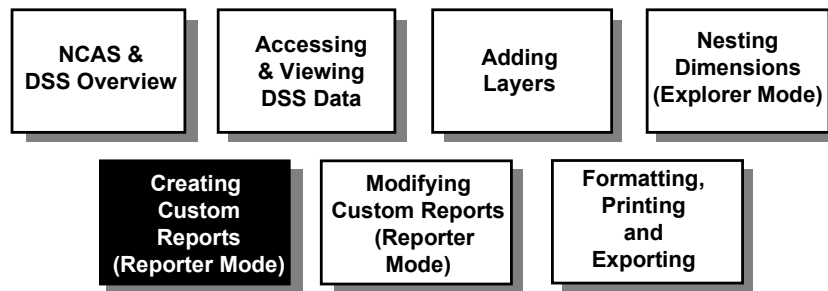 NCAS &
DSS Overview
Accessing
& Viewing
DSS Data
Adding
Layers
Nesting
Dimensions
(Explorer Mode)
Creating
Custom
Reports
(Reporter Mode)
Modifying
Custom Reports
(Reporter
Mode)
Formatting,
Printing
and
Exporting